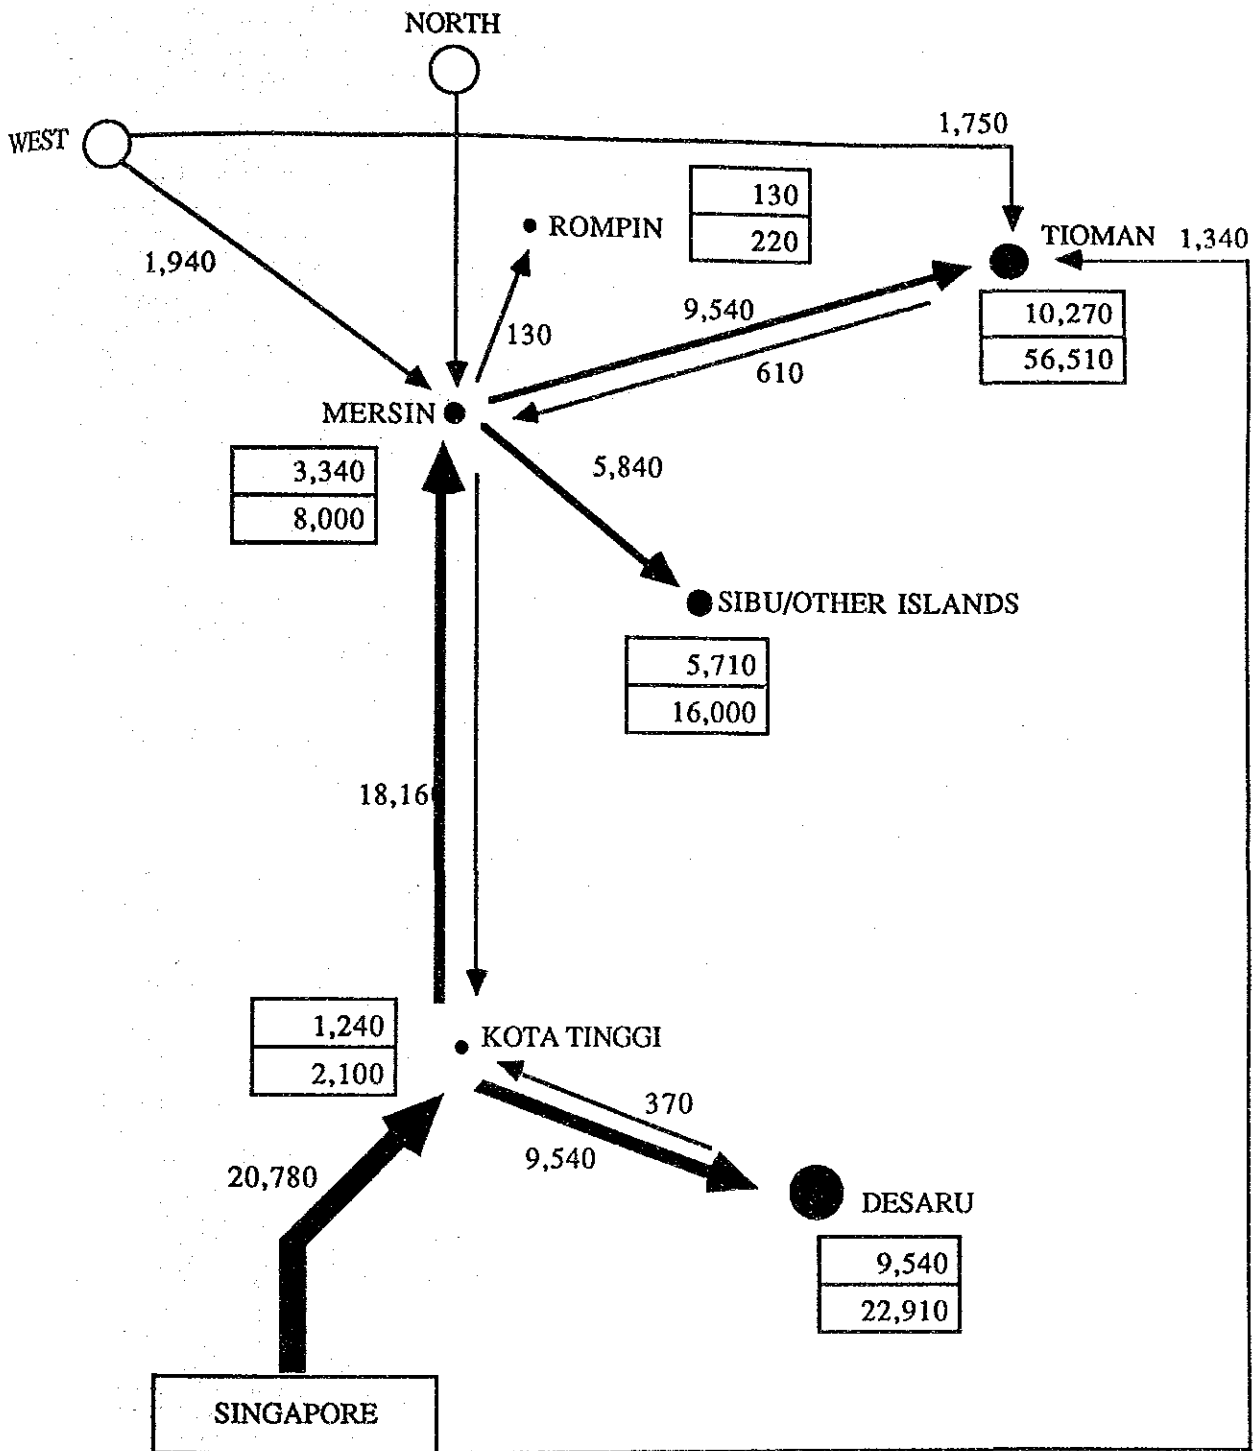 NORTH
WEST
1,750
130
220
ROMPIN
TIOMAN
1,340
1,940
9,540
10,270
56,510
130
610
MERSIN
3,340
8,000
5,840
SIBU/OTHER ISLANDS
5,710
16,000
18,160
1,240
2,100
KOTA TINGGI
370
9,540
20,780
DESARU
9,540
22,910
SINGAPORE